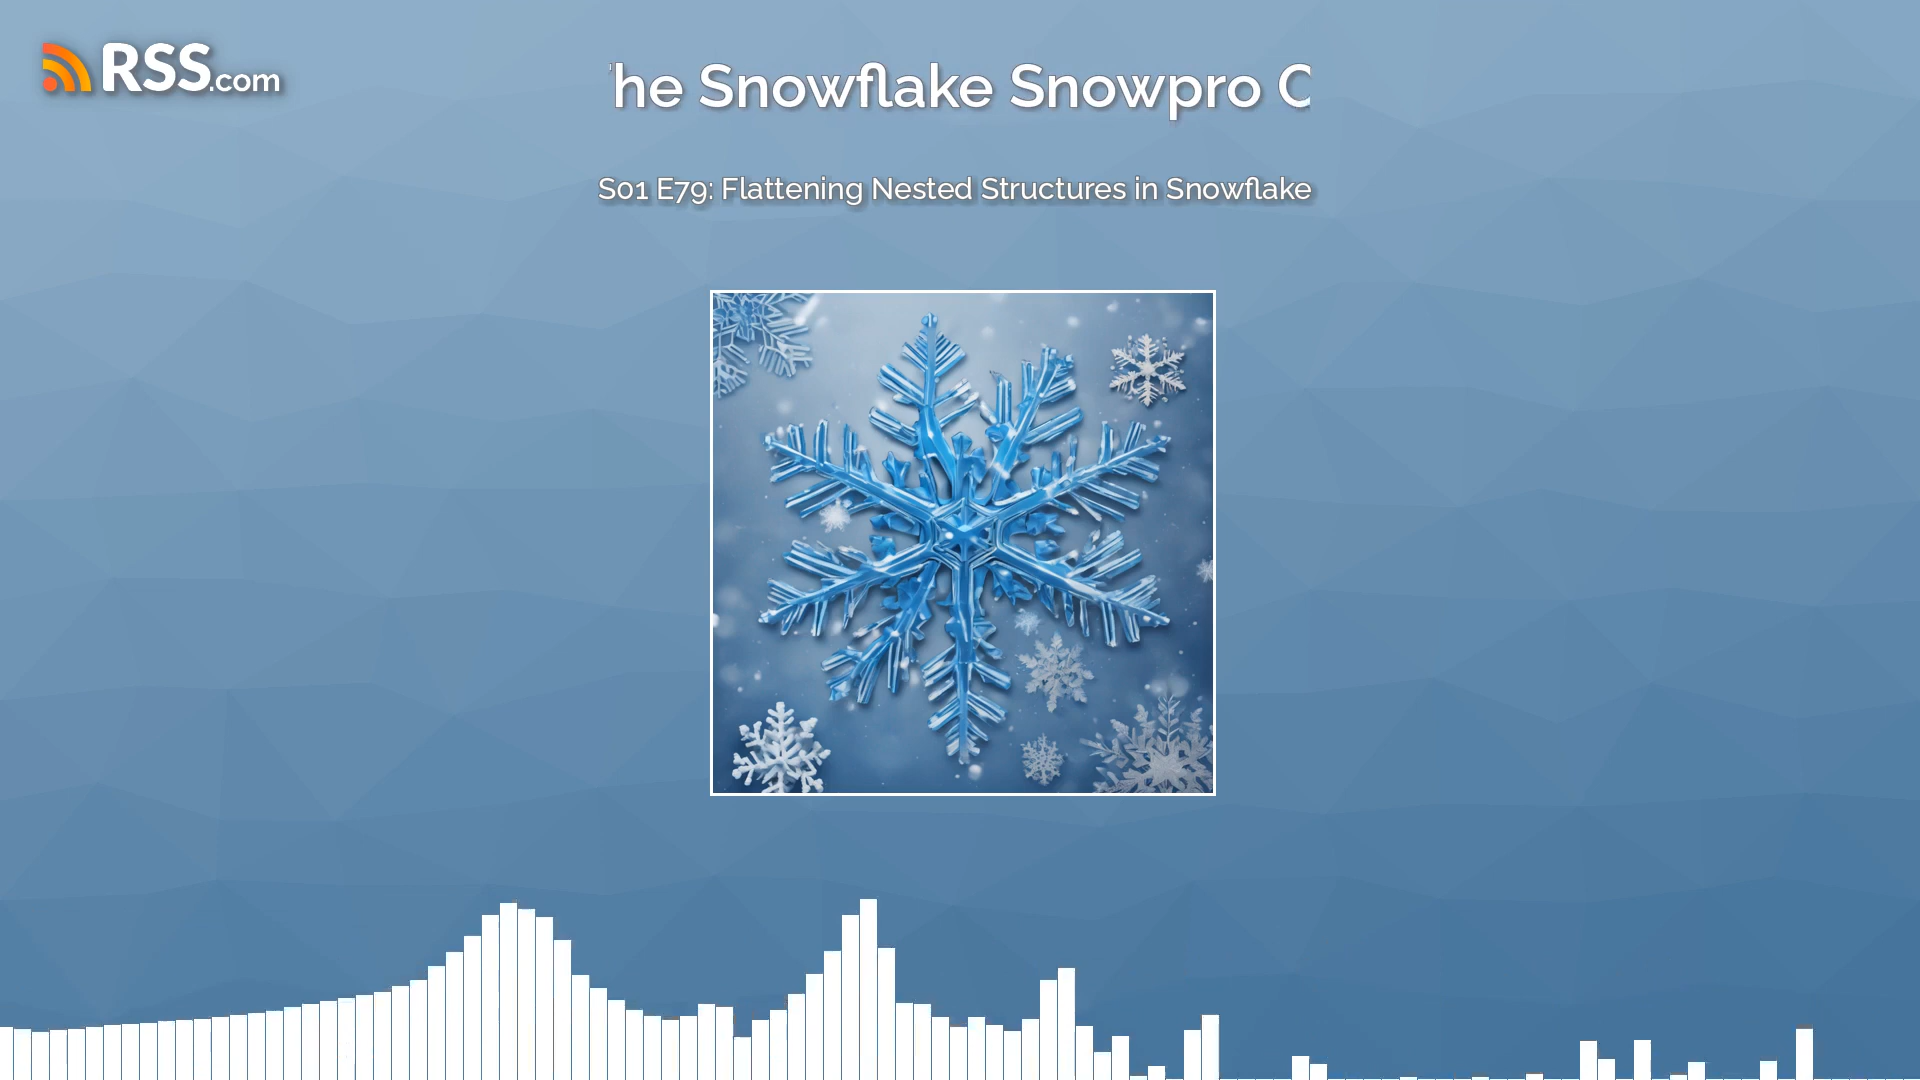 RSS.com
he Snowflake Snowpro C
S01 E79: Flattening Nested Structures in Snowflake